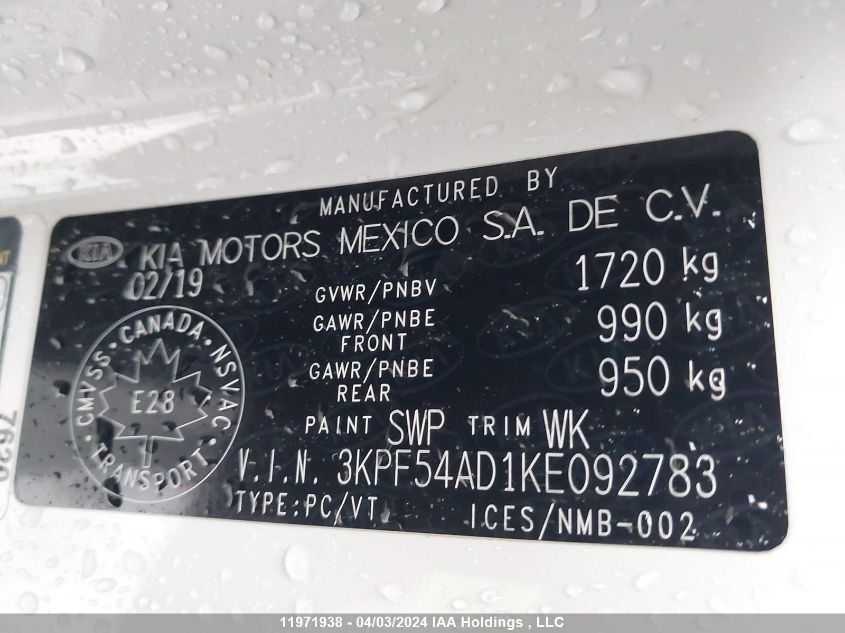 MANUFACTURED BY
KIA KIA MOTORS MEXICO S.A. DE C.V.
02/19
GVWR/PNBV 1720 kg
GAWR/PNBE FRONT 990 kg
GAWR/PNBE REAR 950 kg
CMVSS · CANADA · NSVAC · TRANSPORT ·
E28
PAINT SWP TRIM WK
V.I.N. 3KPF54AD1KE092783
TYPE:PC/VT ICES/NMB-002
11971938 - 04/03/2024 IAA Holdings , LLC